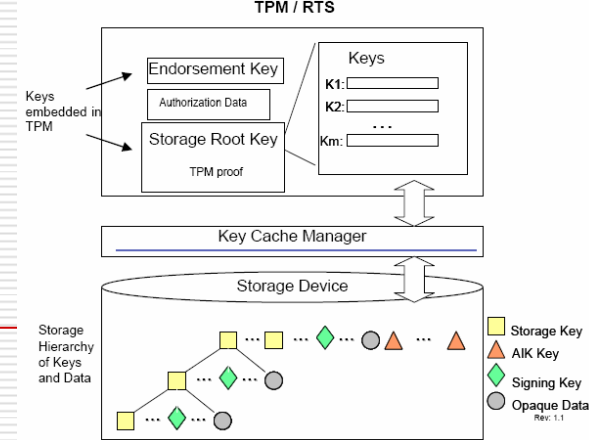 TPM / RTS
Keys
embedded in
TPM
Endorsement Key
Authorization Data
Storage Root Key
TPM proof
Keys
K1:
K2:
...
Km:
Key Cache Manager
Storage Device
Storage
Hierarchy
of Keys
and Data
... ... ... ...
... ...
... ...
Storage Key
AIK Key
Signing Key
Opaque Data
Rev: 1.1